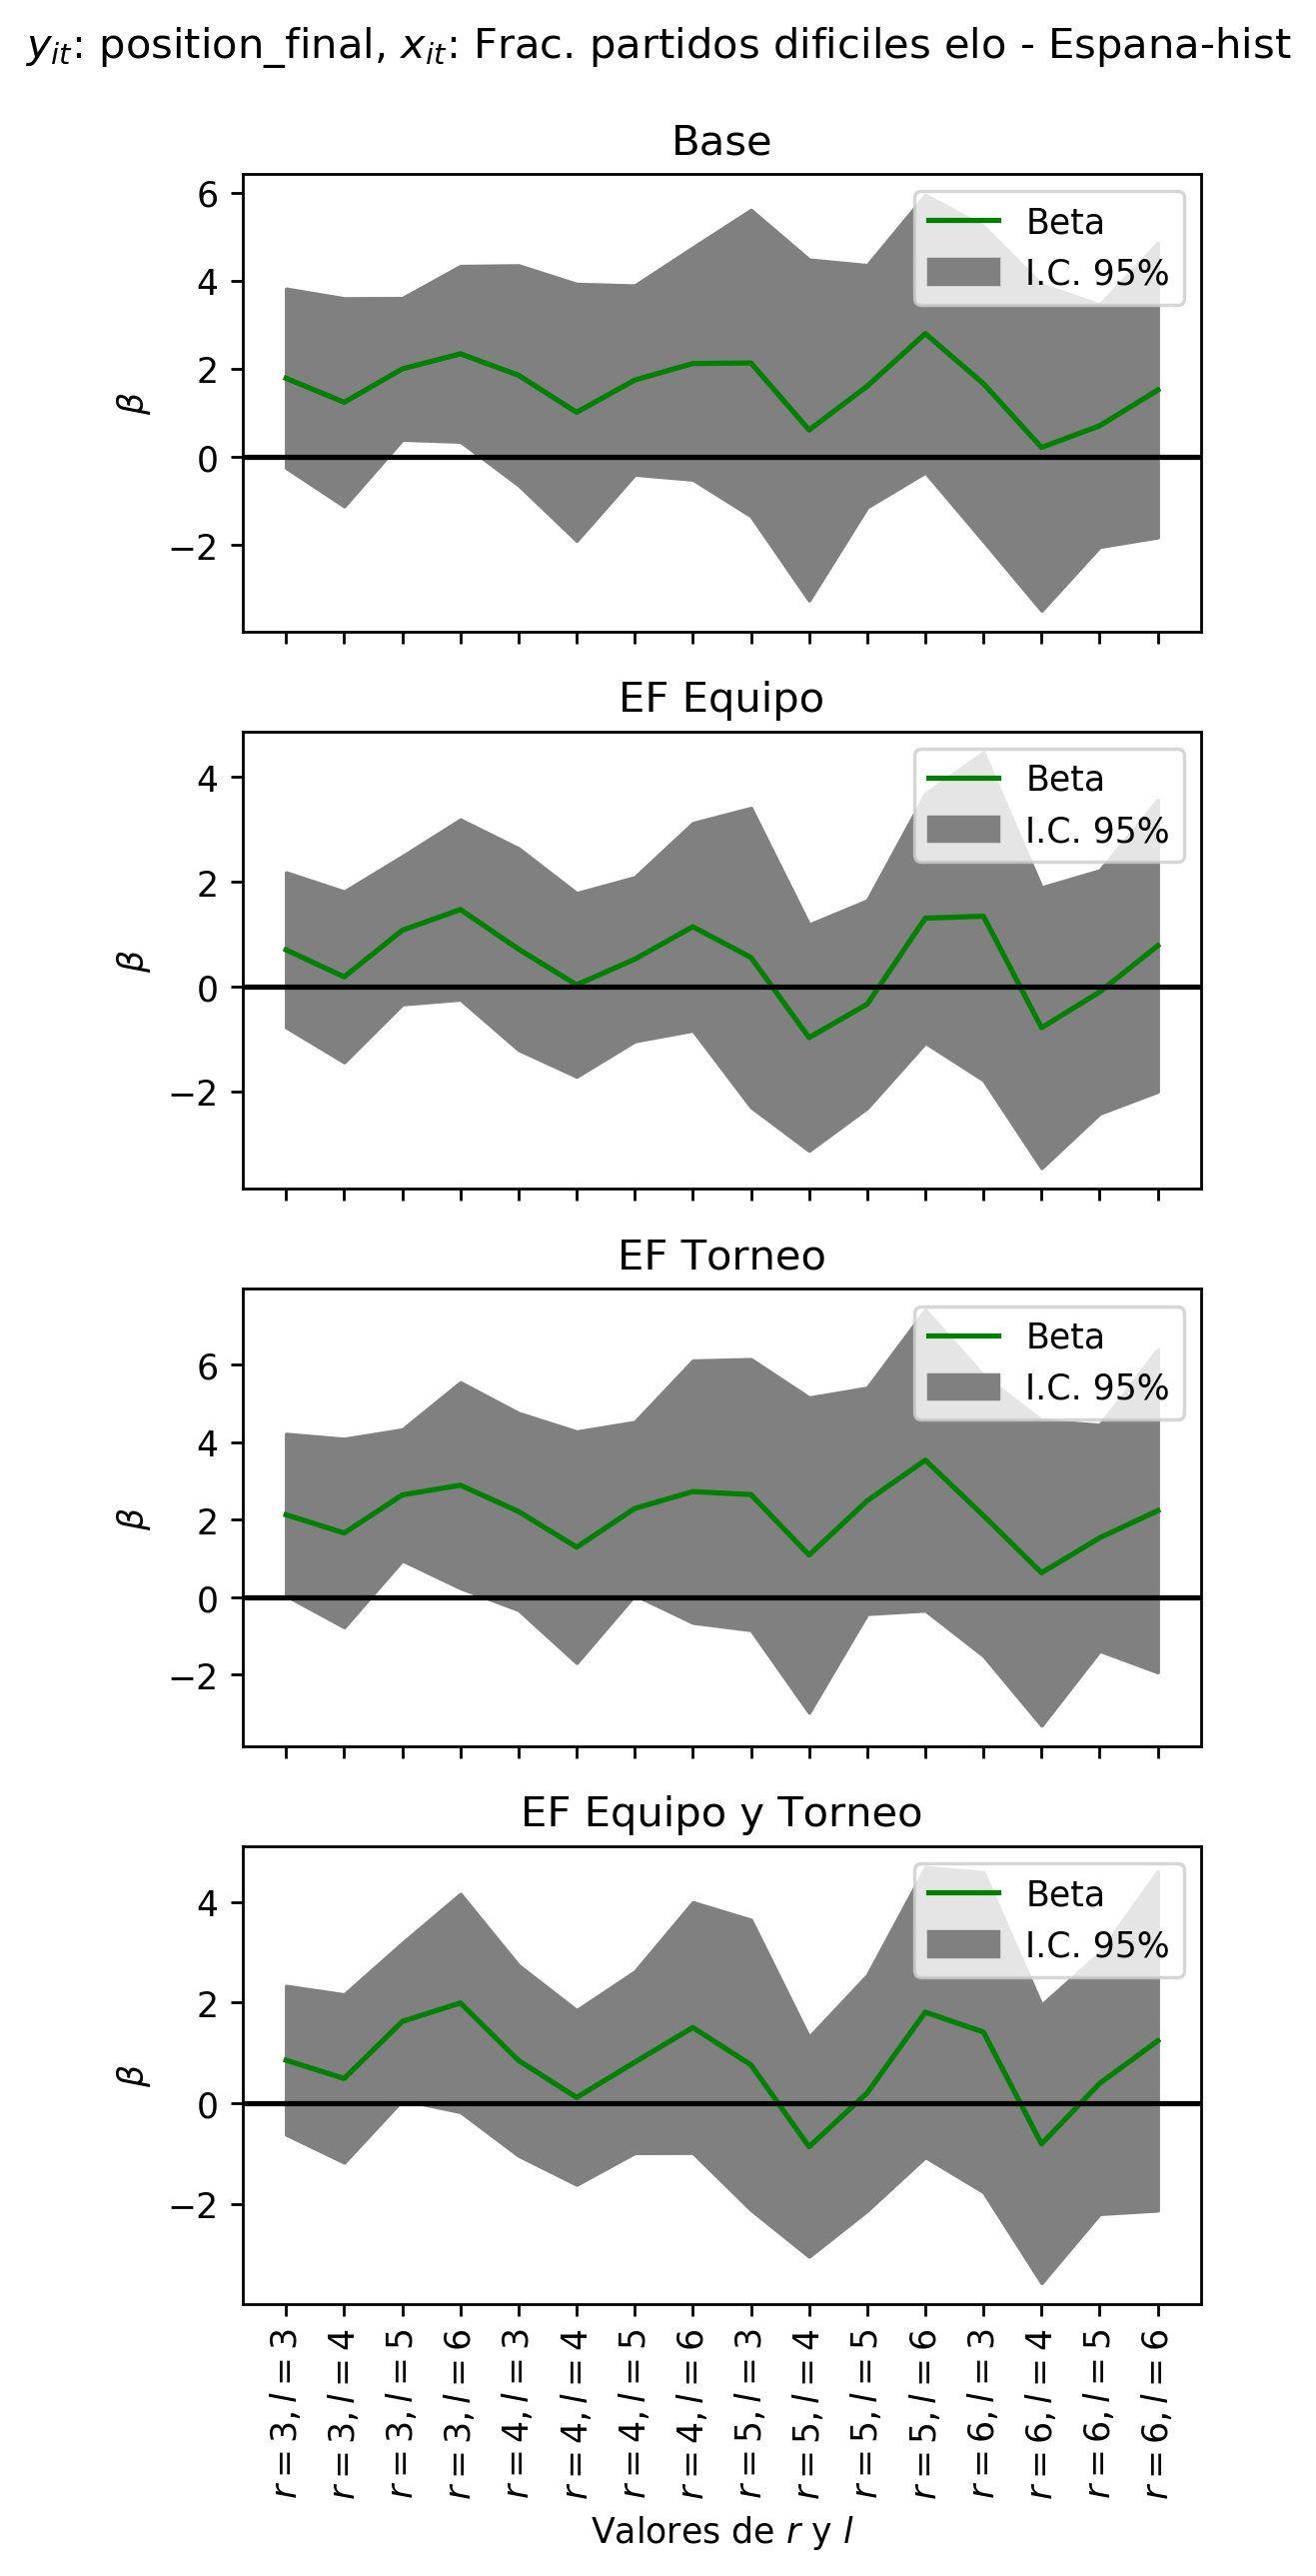 y_it: position_final, x_it: Frac. partidos dificiles elo - Espana-hist
Base
6
4
2
0
−2
β
Beta
I.C. 95%
EF Equipo
4
2
0
−2
β
Beta
I.C. 95%
EF Torneo
6
4
2
0
−2
β
Beta
I.C. 95%
EF Equipo y Torneo
4
2
0
−2
β
Beta
I.C. 95%
r = 3, l = 3
r = 3, l = 4
r = 3, l = 5
r = 3, l = 6
r = 4, l = 3
r = 4, l = 4
r = 4, l = 5
r = 4, l = 6
r = 5, l = 3
r = 5, l = 4
r = 5, l = 5
r = 5, l = 6
r = 6, l = 3
r = 6, l = 4
r = 6, l = 5
r = 6, l = 6
Valores de r y l